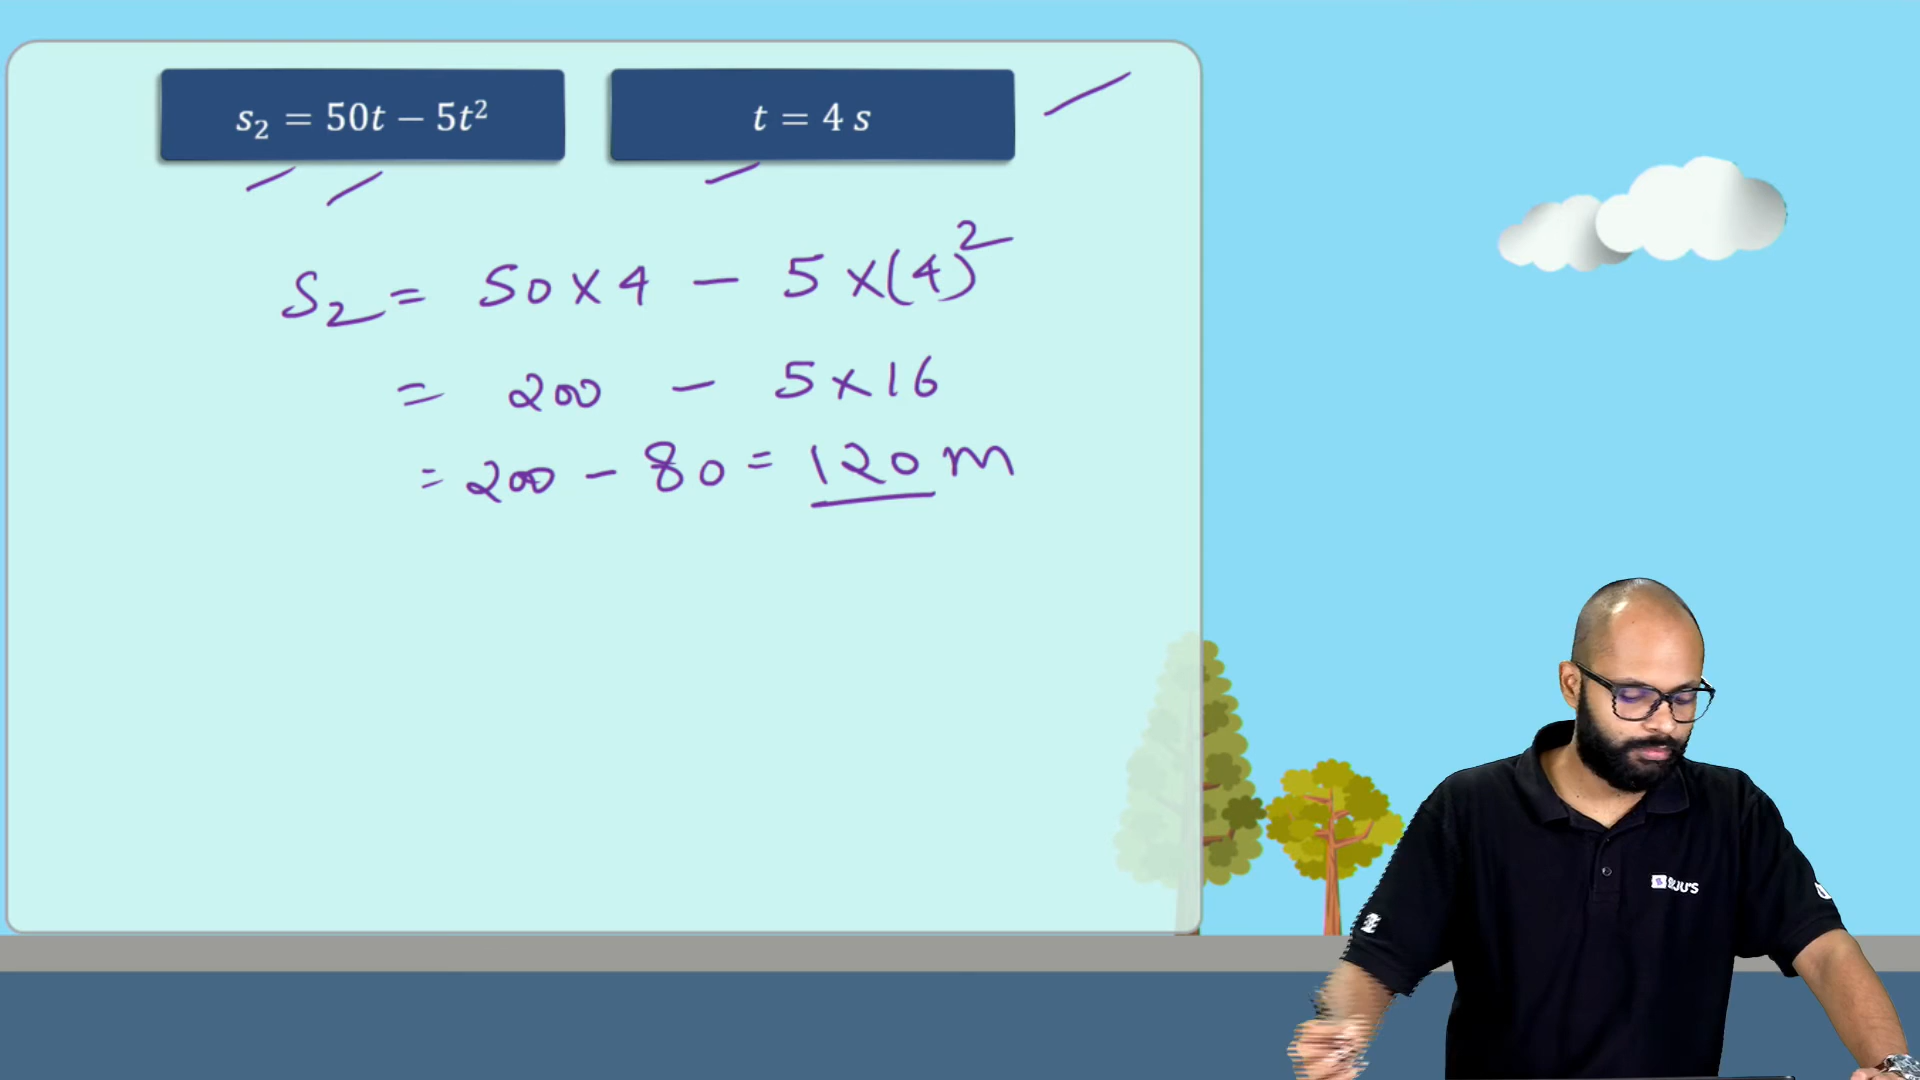 s₂ = 50t − 5t²
t = 4 s
S₂ = 50 × 4 − 5 × (4)²
= 200 − 5 × 16
= 200 − 80 = 120 m
BYJU'S